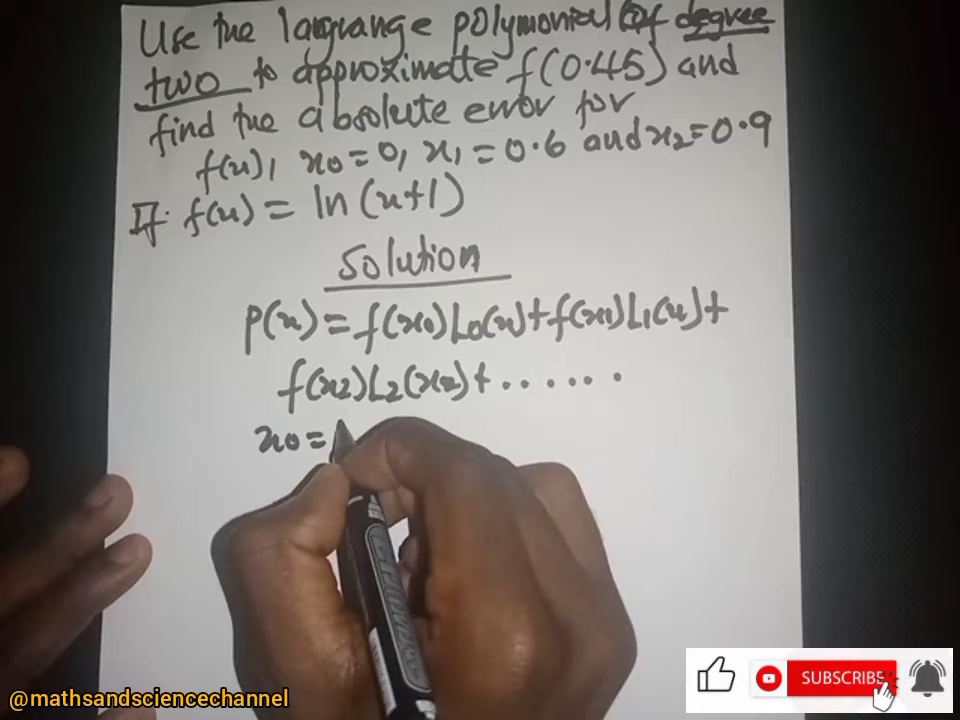 Use the langrange polymonial of degree
two to approximate f(0.45) and
find the absolute error for
f(x), x0 = 0, x1 = 0.6 and x2 = 0.9
If f(x) = ln(x+1)
Solution
P(x) = f(x0)L0(x) + f(x1)L1(x) +
f(x2)L2(x2) + ......
x0 =
SUBSCRIBE
@mathsandsciencechannel